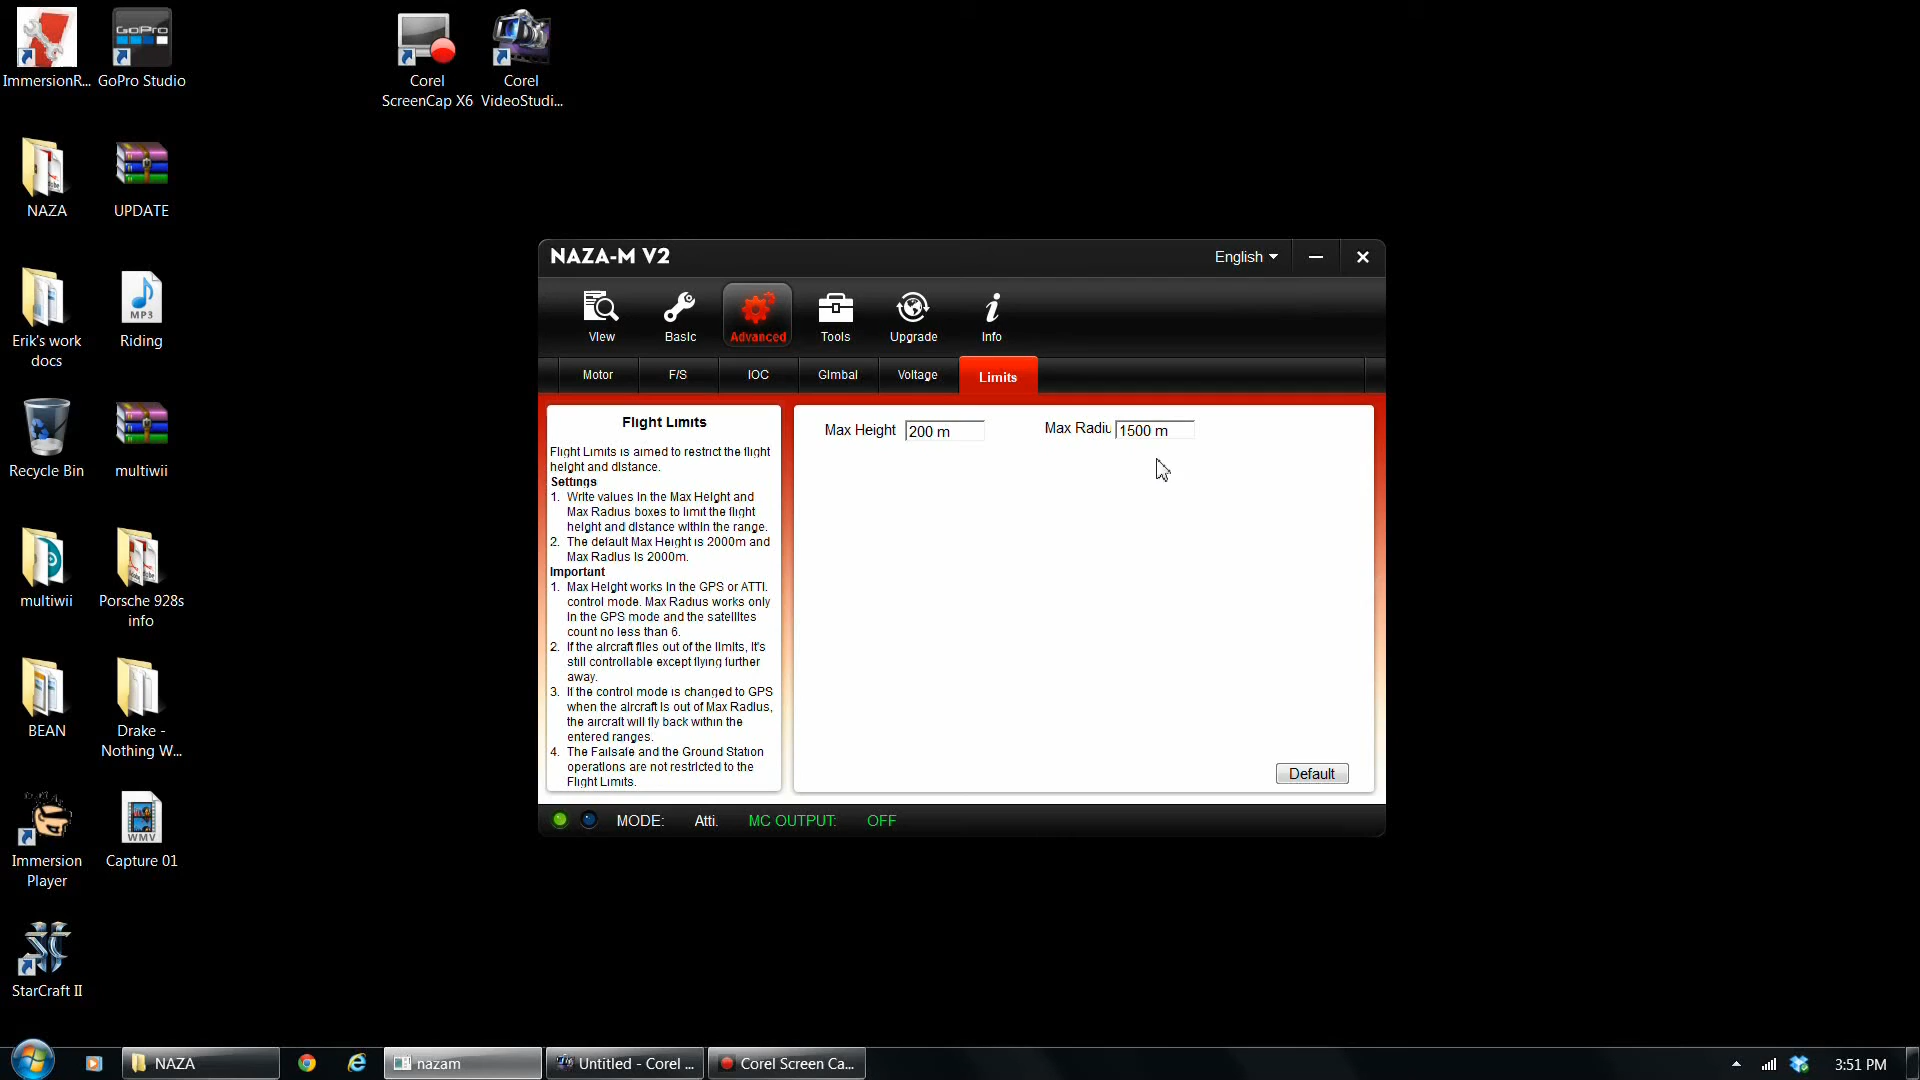 ImmersionR...
GoPro
GoPro Studio
Corel
ScreenCap X6
Corel
VideoStudi...
NAZA
UPDATE
Erik's work
docs
MP3
Riding
Recycle Bin
multiwii
multiwii
Porsche 928s
info
BEAN
Drake -
Nothing W...
Immersion
Player
WMV
Capture 01
StarCraft II
NAZA-M V2
English
View
Basic
Advanced
Tools
Upgrade
Info
Motor
F/S
IOC
Gimbal
Voltage
Limits
Flight Limits
Flight Limits is aimed to restrict the flight
height and distance.
Settings
1. Write values in the Max Height and
Max Radius boxes to limit the flight
height and distance within the range.
2. The default Max Height is 2000m and
Max Radius is 2000m.
Important
1. Max Height works in the GPS or ATTI.
control mode. Max Radius works only
in the GPS mode and the satellites
count no less than 6.
2. If the aircraft flies out of the limits, it's
still controllable except flying further
away.
3. If the control mode is changed to GPS
when the aircraft is out of Max Radius,
the aircraft will fly back within the
entered ranges.
4. The Failsafe and the Ground Station
operations are not restricted to the
Flight Limits.
Max Height 200 m
Max Radiu 1500 m
Default
MODE: Atti. MC OUTPUT: OFF
NAZA
nazam
Untitled - Corel ...
Corel Screen Ca...
3:51 PM